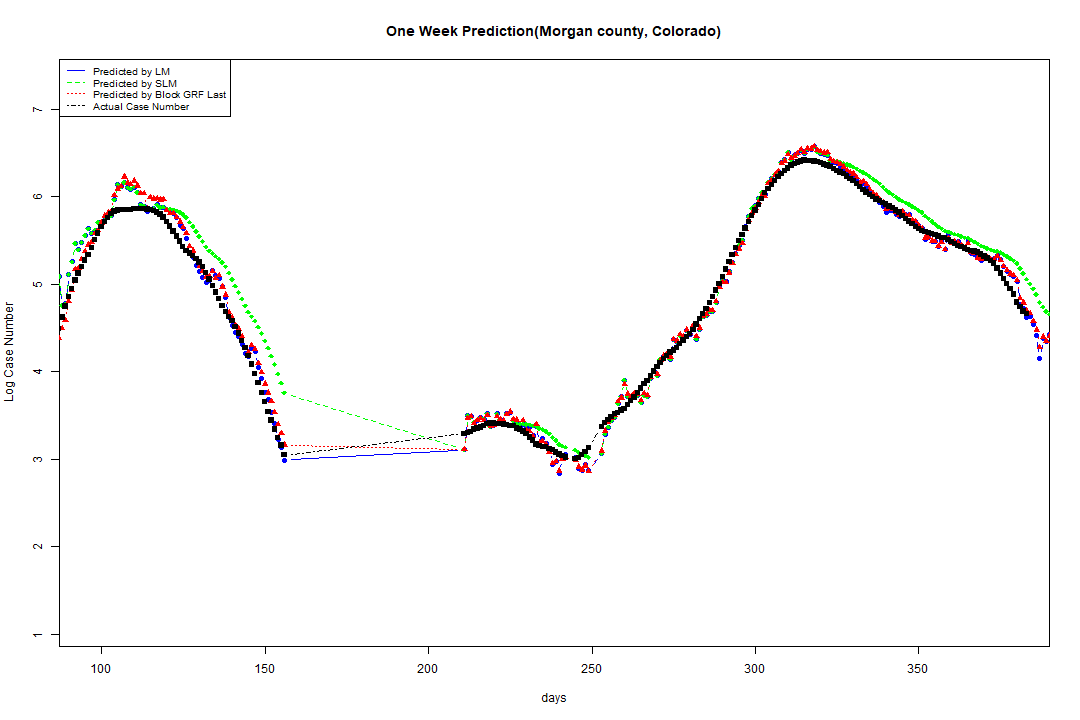 One Week Prediction(Morgan county, Colorado)
Predicted by LM
Predicted by SLM
Predicted by Block GRF Last
Actual Case Number
7
6
5
4
3
2
1
Log Case Number
100 150 200 250 300 350
days